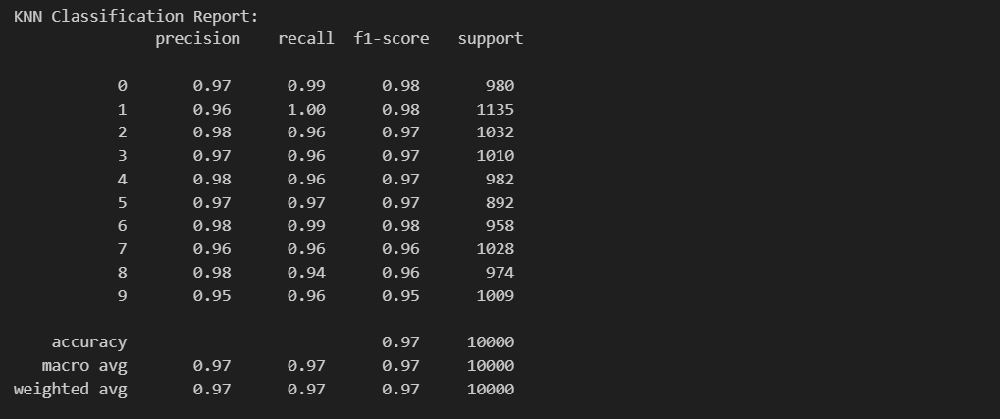 KNN Classification Report:
precision recall f1-score support
0 0.97 0.99 0.98 980
1 0.96 1.00 0.98 1135
2 0.98 0.96 0.97 1032
3 0.97 0.96 0.97 1010
4 0.98 0.96 0.97 982
5 0.97 0.97 0.97 892
6 0.98 0.99 0.98 958
7 0.96 0.96 0.96 1028
8 0.98 0.94 0.96 974
9 0.95 0.96 0.95 1009
accuracy 0.97 10000
macro avg 0.97 0.97 0.97 10000
weighted avg 0.97 0.97 0.97 10000